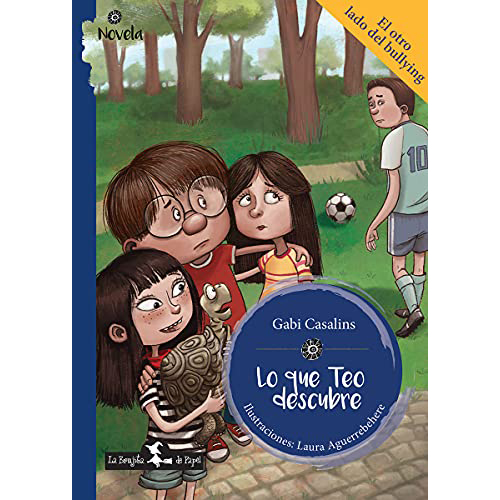 Novela
El otro
lado del bullying
10
Gabi Casalins
Lo que Teo
descubre
Ilustraciones: Laura Aguerrebehere
La Brujita de Papel